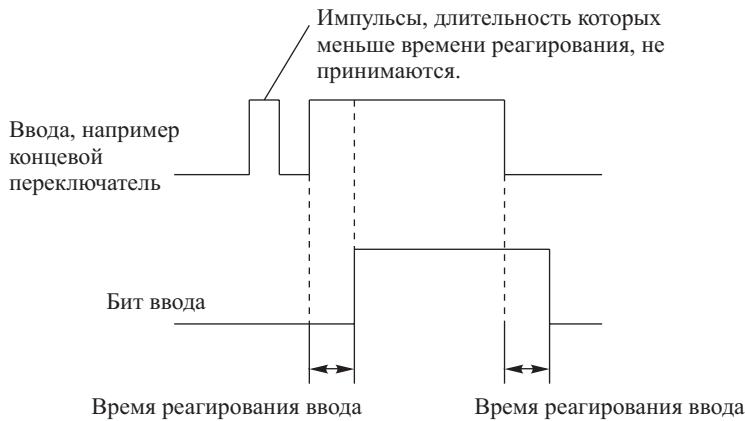 Импульсы, длительность которых
меньше времени реагирования, не
принимаются.
Ввода, например
концевой
переключатель
Бит ввода
Время реагирования ввода
Время реагирования ввода